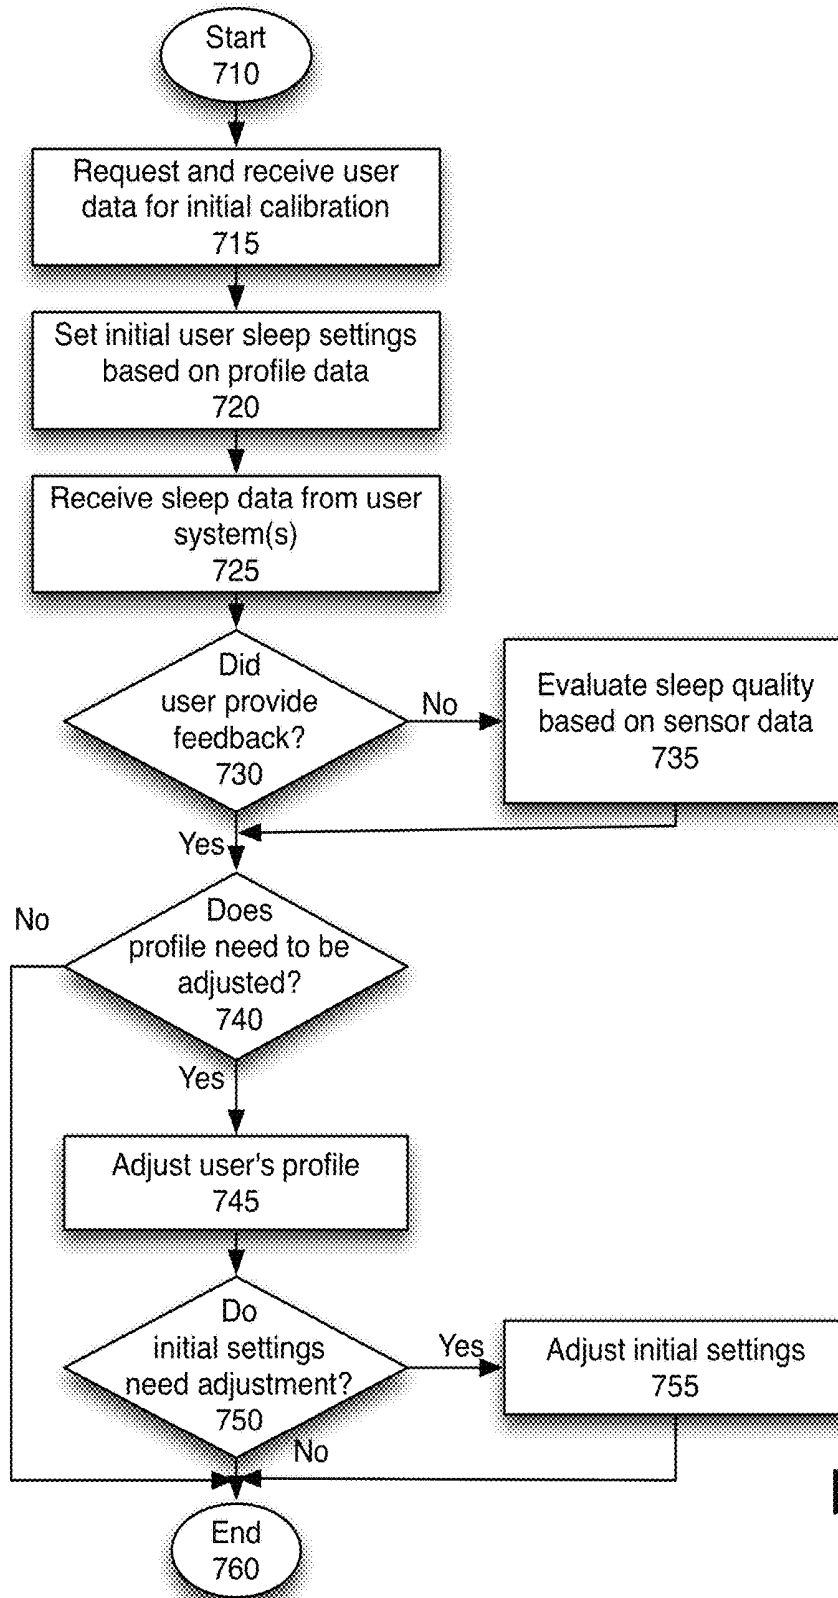 Start
710
Request and receive user
data for initial calibration
715
Set initial user sleep settings
based on profile data
720
Receive sleep data from user
system(s)
725
Did
user provide
feedback?
730
No
Evaluate sleep quality
based on sensor data
735
Yes
Does
profile need to be
adjusted?
740
No
Yes
Adjust user's profile
745
Do
initial settings
need adjustment?
750
Yes
Adjust initial settings
755
No
End
760